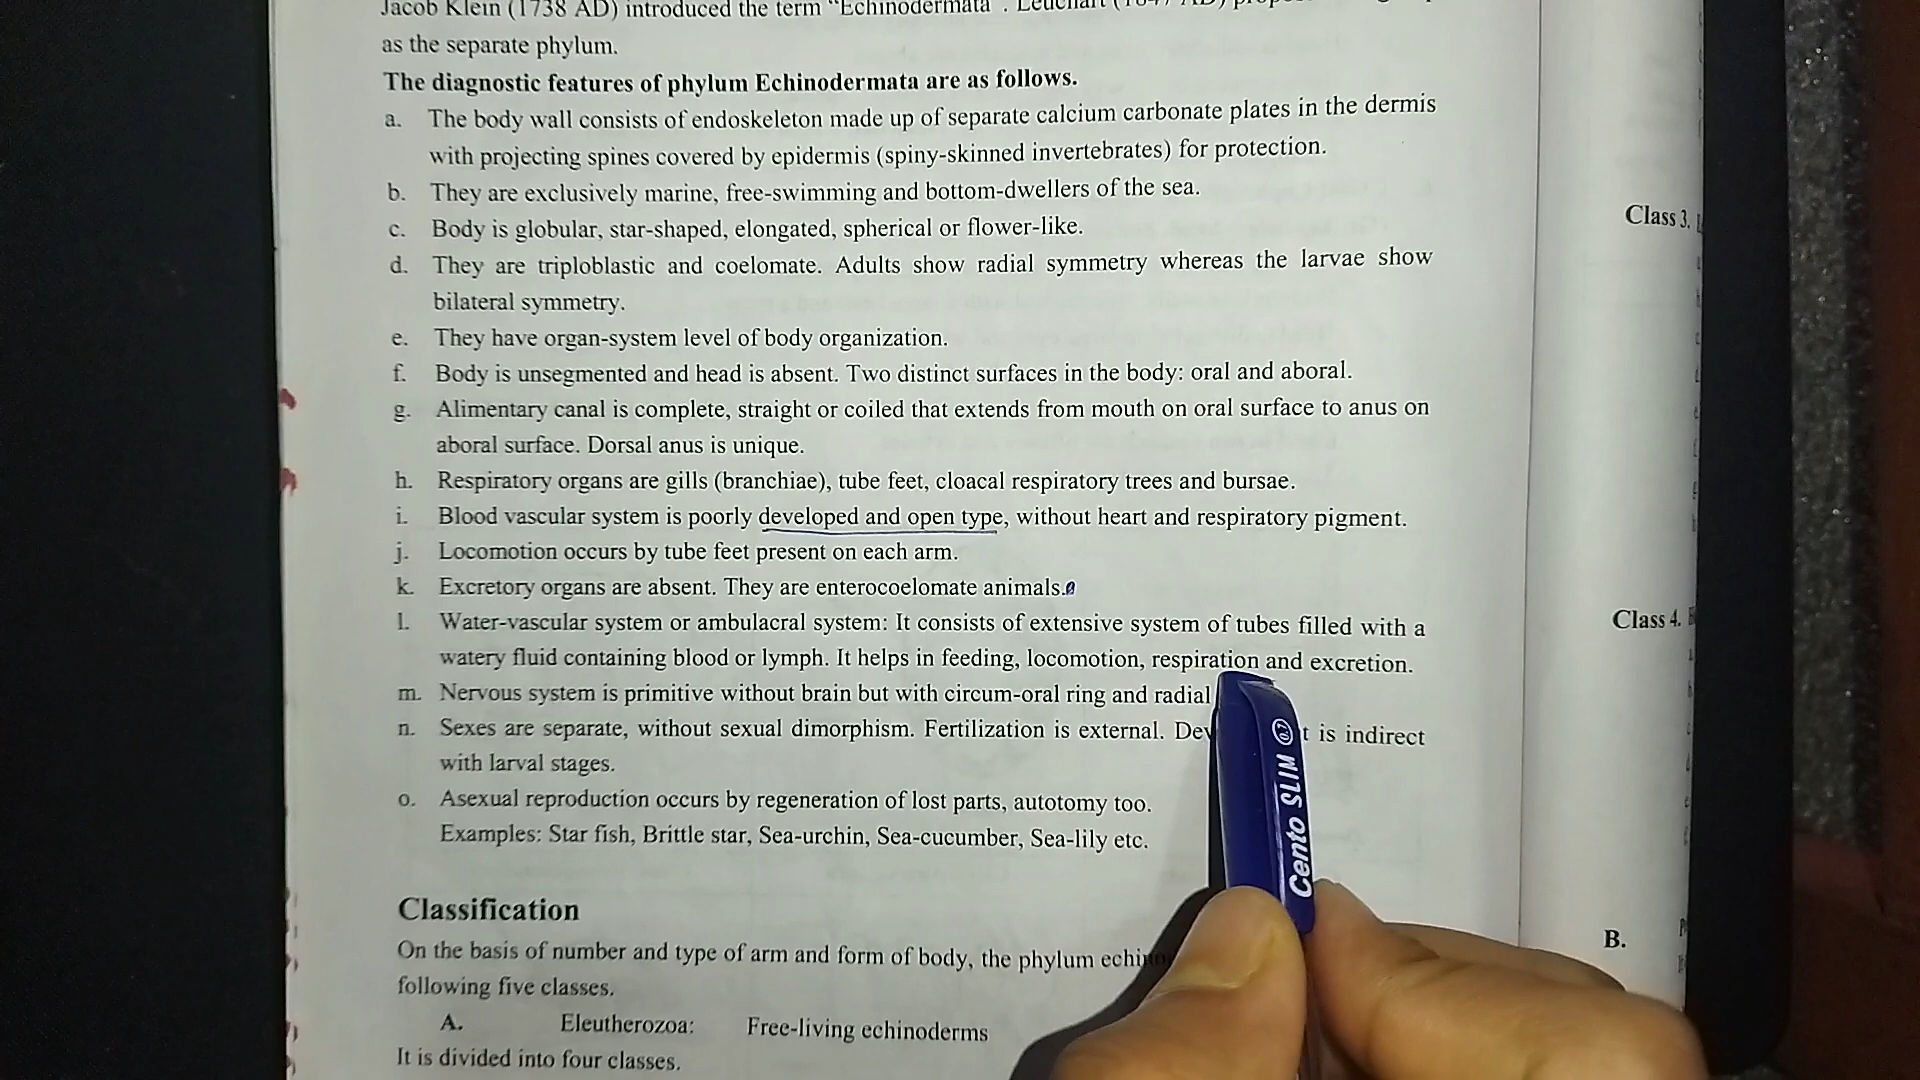 Jacob Klein (1738 AD) introduced the term "Echinodermata". Leuchart
as the separate phylum.
The diagnostic features of phylum Echinodermata are as follows.
a. The body wall consists of endoskeleton made up of separate calcium carbonate plates in the dermis
with projecting spines covered by epidermis (spiny-skinned invertebrates) for protection.
b. They are exclusively marine, free-swimming and bottom-dwellers of the sea.
c. Body is globular, star-shaped, elongated, spherical or flower-like.
d. They are triploblastic and coelomate. Adults show radial symmetry whereas the larvae show
bilateral symmetry.
e. They have organ-system level of body organization.
f. Body is unsegmented and head is absent. Two distinct surfaces in the body: oral and aboral.
g. Alimentary canal is complete, straight or coiled that extends from mouth on oral surface to anus on
aboral surface. Dorsal anus is unique.
h. Respiratory organs are gills (branchiae), tube feet, cloacal respiratory trees and bursae.
i. Blood vascular system is poorly developed and open type, without heart and respiratory pigment.
j. Locomotion occurs by tube feet present on each arm.
k. Excretory organs are absent. They are enterocoelomate animals.
l. Water-vascular system or ambulacral system: It consists of extensive system of tubes filled with a
watery fluid containing blood or lymph. It helps in feeding, locomotion, respiration and excretion.
m. Nervous system is primitive without brain but with circum-oral ring and radial
n. Sexes are separate, without sexual dimorphism. Fertilization is external. is indirect
with larval stages.
o. Asexual reproduction occurs by regeneration of lost parts, autotomy too.
Examples: Star fish, Brittle star, Sea-urchin, Sea-cucumber, Sea-lily etc.
Classification
On the basis of number and type of arm and form of body, the phylum
following five classes.
A. Eleutherozoa: Free-living echinoderms
It is divided into four classes.
Class 3.
Class 4.
B.
Cento SLIM 0.7